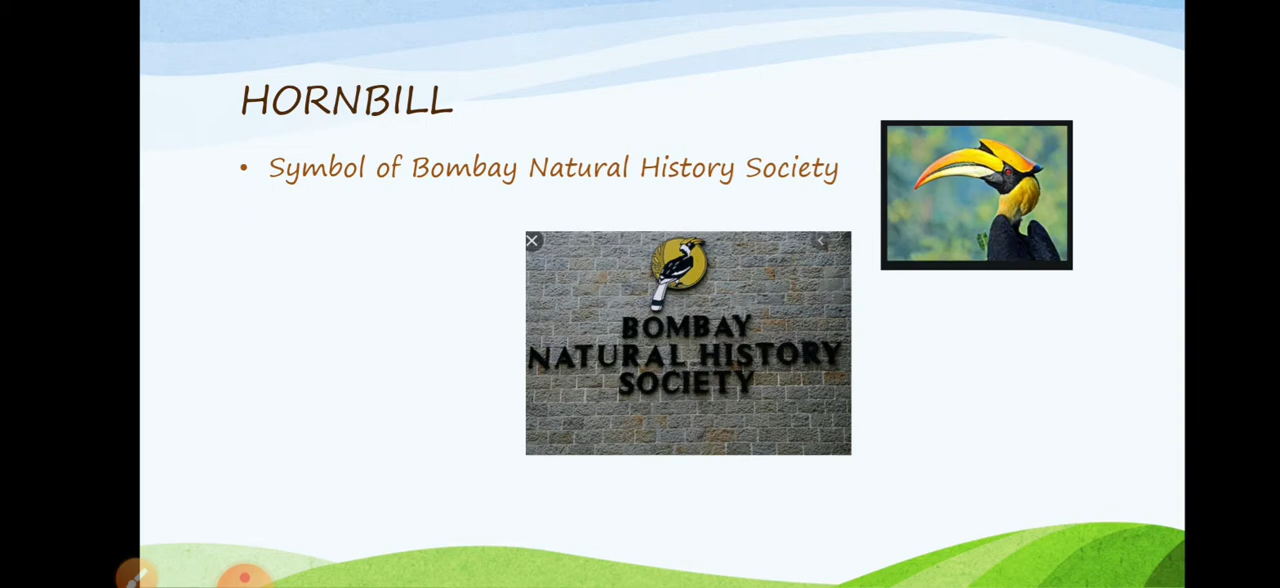 HORNBILL
• Symbol of Bombay Natural History Society
BOMBAY
NATURAL HISTORY
SOCIETY